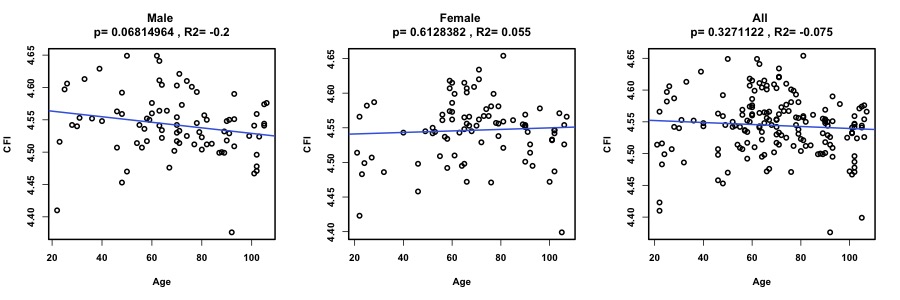 Male
p= 0.06814964 , R2= -0.2
CFI
4.65
4.60
4.55
4.50
4.45
4.40
20 40 60 80 100
Age
Female
p= 0.6128382 , R2= 0.055
CFI
4.65
4.60
4.55
4.50
4.45
4.40
20 40 60 80 100
Age
All
p= 0.3271122 , R2= -0.075
CFI
4.65
4.60
4.55
4.50
4.45
4.40
20 40 60 80 100
Age